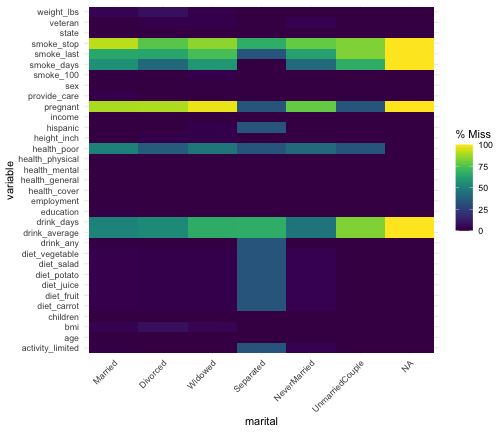 weight_lbs
veteran
state
smoke_stop
smoke_last
smoke_days
smoke_100
sex
provide_care
pregnant
income
hispanic
height_inch
health_poor
health_physical
health_mental
health_general
health_cover
employment
education
drink_days
drink_average
drink_any
diet_vegetable
diet_salad
diet_potato
diet_juice
diet_fruit
diet_carrot
children
bmi
age
activity_limited
variable
Married
Divorced
Widowed
Separated
NeverMarried
UnmarriedCouple
NA
marital
% Miss
100
75
50
25
0